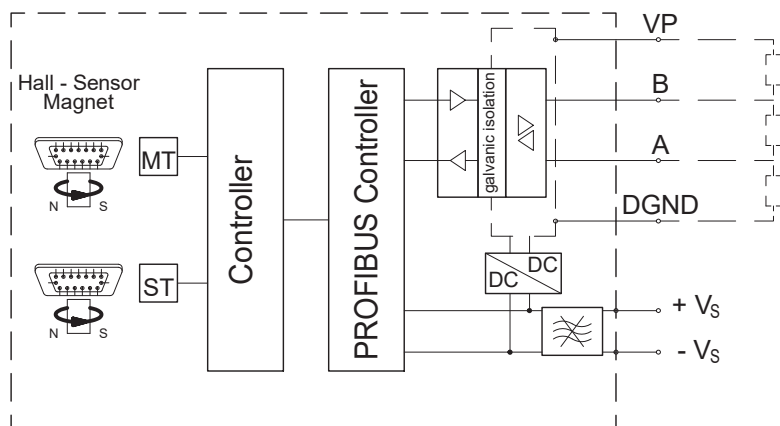 Hall - Sensor
Magnet
N
S
MT
N
S
ST
Controller
PROFIBUS Controller
galvanic isolation
DC
DC
VP
B
A
DGND
+ VS
- VS